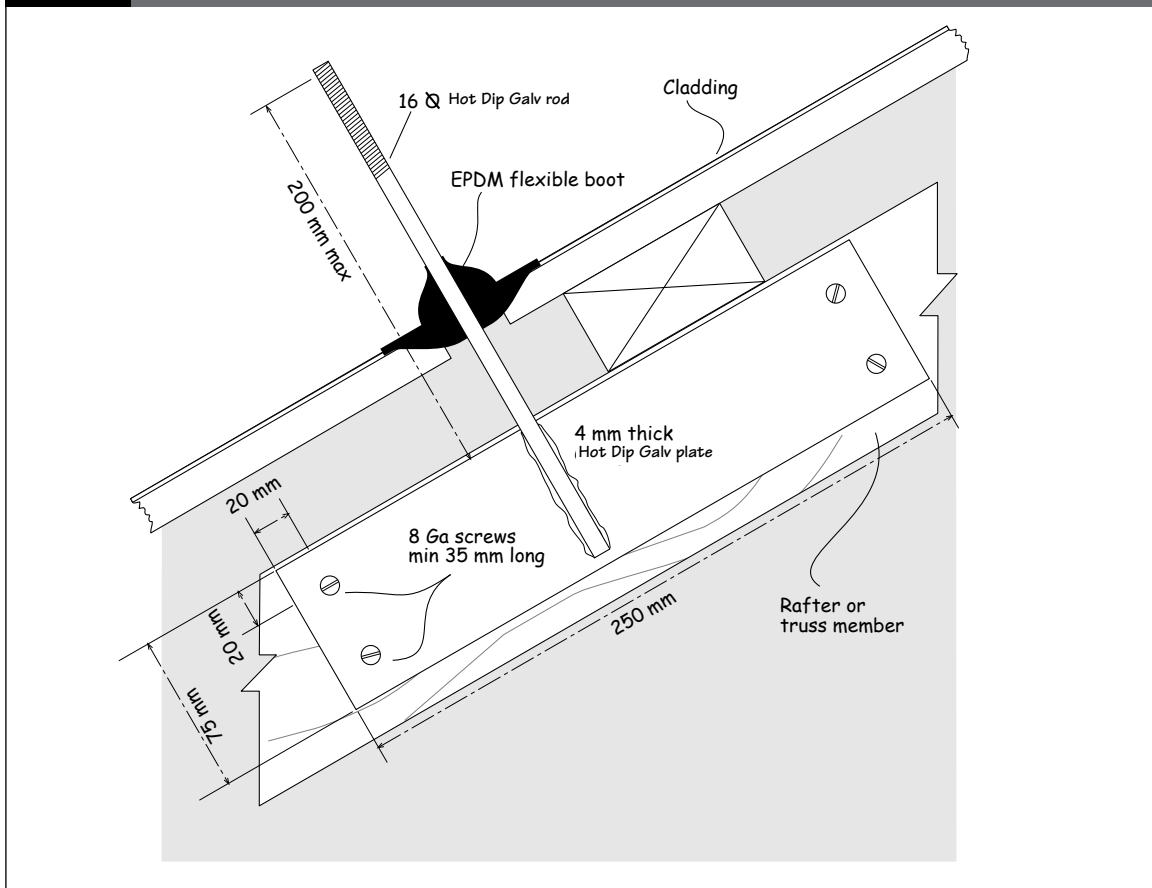 16 Ø Hot Dip Galv rod
Cladding
EPDM flexible boot
200 mm max
4 mm thick
Hot Dip Galv plate
20 mm
8 Ga screws
min 35 mm long
20 mm
250 mm
Rafter or
truss member
75 mm